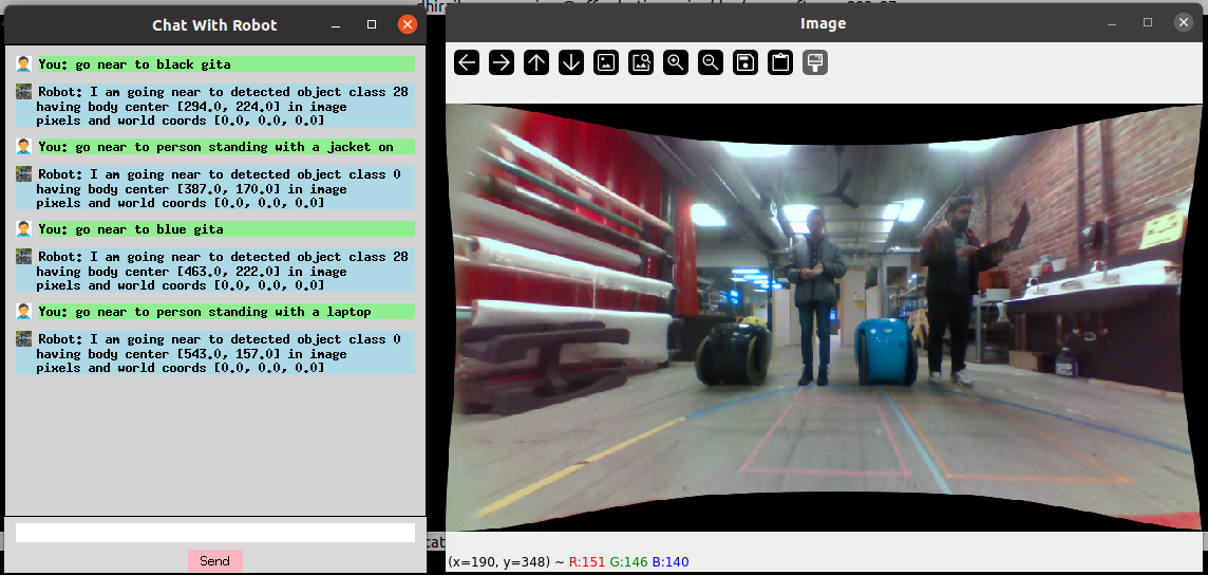 Chat With Robot
You: go near to black gita
Robot: I am going near to detected object class 28
having body center [294.0, 224.0] in image
pixels and world coords [0.0, 0.0, 0.0]
You: go near to person standing with a jacket on
Robot: I am going near to detected object class 0
having body center [387.0, 170.0] in image
pixels and world coords [0.0, 0.0, 0.0]
You: go near to blue gita
Robot: I am going near to detected object class 28
having body center [463.0, 222.0] in image
pixels and world coords [0.0, 0.0, 0.0]
You: go near to person standing with a laptop
Robot: I am going near to detected object class 0
having body center [543.0, 157.0] in image
pixels and world coords [0.0, 0.0, 0.0]
Send
Image
(x=190, y=348) ~ R:151 G:146 B:140